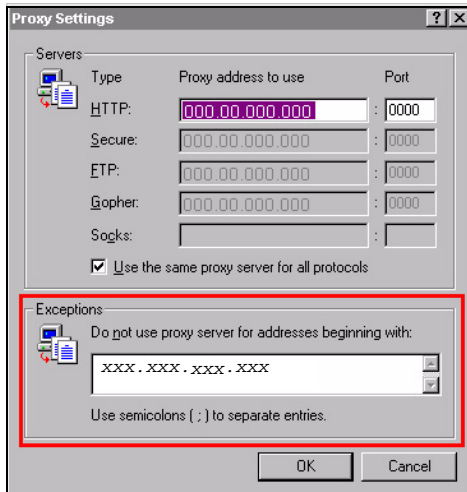 Proxy Settings
Servers
Type Proxy address to use Port
HTTP: 000.00.000.000 : 0000
Secure: 000.00.000.000 : 0000
FTP: 000.00.000.000 : 0000
Gopher: 000.00.000.000 : 0000
Socks: :
Use the same proxy server for all protocols
Exceptions
Do not use proxy server for addresses beginning with:
xxx.xxx.xxx.xxx
Use semicolons ( ; ) to separate entries.
OK Cancel